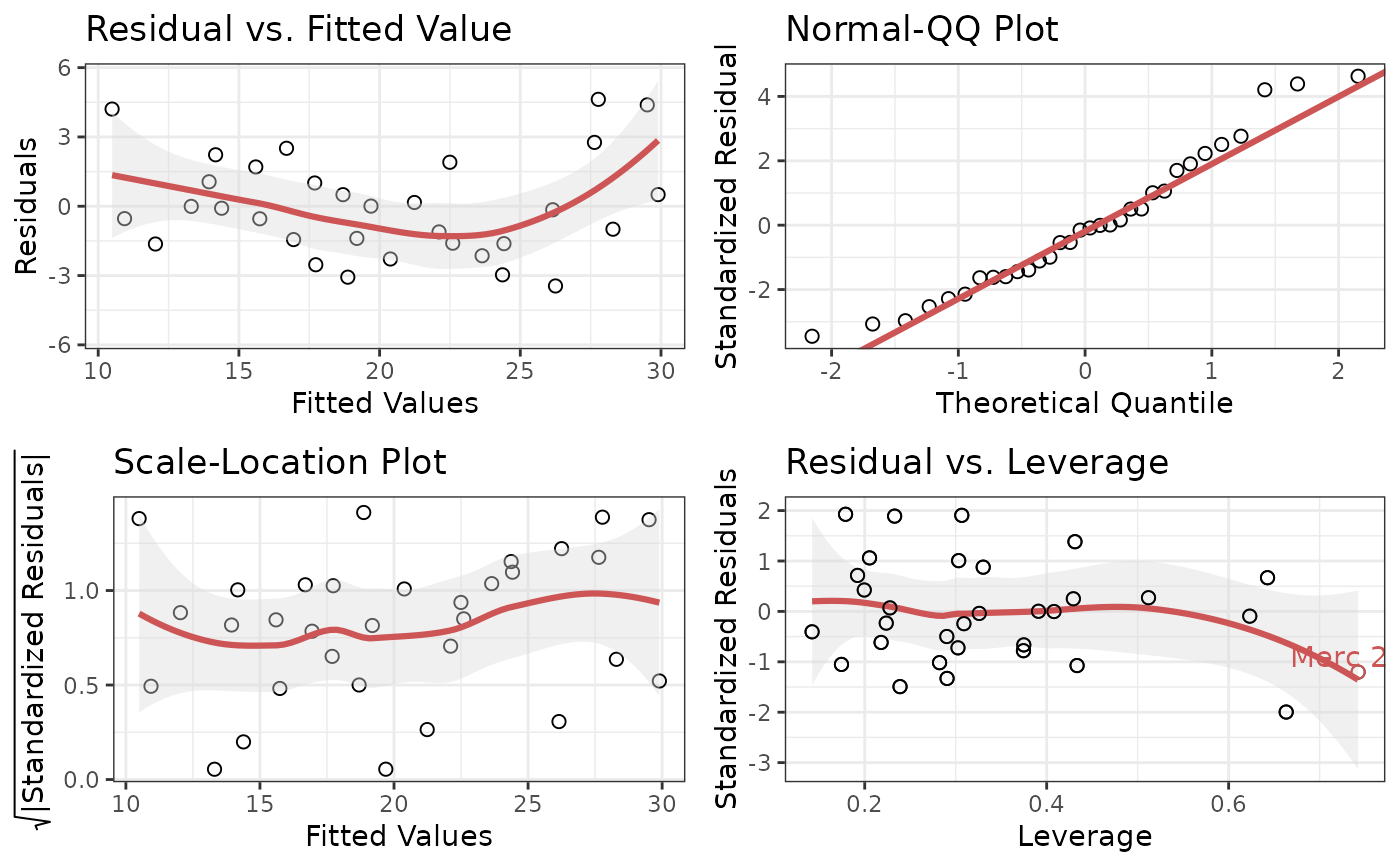 Residual vs. Fitted Value
Residuals
6
3
0
-3
-6
10 15 20 25 30
Fitted Values
Normal-QQ Plot
Standardized Residual
4
2
0
-2
-2 -1 0 1 2
Theoretical Quantile
Scale-Location Plot
√|Standardized Residuals|
1.0
0.5
0.0
10 15 20 25 30
Fitted Values
Residual vs. Leverage
Standardized Residuals
2
1
0
-1
-2
-3
Merc 2
0.2 0.4 0.6
Leverage